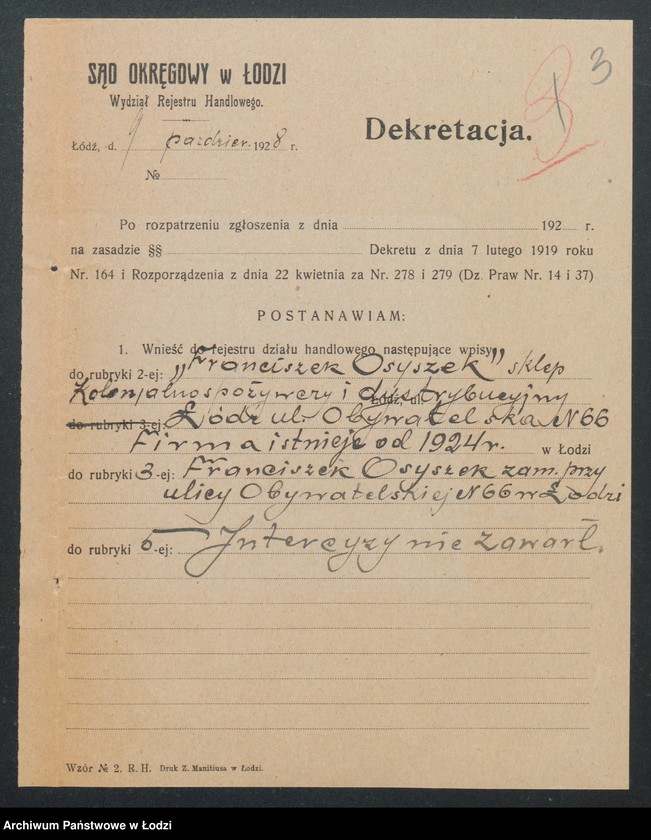 3
3
SĄD OKRĘGOWY w ŁODZI
Wydział Rejestru Handlowego.
Dekretacja.
Łódź, d. 9 paździer. 1928 r.
№
Po rozpatrzeniu zgłoszenia z dnia 192 r.
na zasadzie §§ Dekretu z dnia 7 lutego 1919 roku
Nr. 164 i Rozporządzenia z dnia 22 kwietnia za Nr. 278 i 279 (Dz. Praw Nr. 14 i 37)
POSTANAWIAM:
1. Wnieść do rejestru działu handlowego następujące wpisy:
do rubryki 2-ej: „Franciszek Osyszek” sklep
kolonjalnospożywczy i dystrybucyjny
Łódź, ul.
do rubryki 3-ej: Łódź ul. Obywatelska N 66
Firma istnieje od 1924 r. w Łodzi
do rubryki 3-ej: Franciszek Osyszek zam. przy
ulicy Obywatelskiej N 66 w Łodzi
do rubryki 6-ej: Intercyzy nie zawarł.
Wzór № 2. R. H. Druk Z. Manitiusa w Łodzi.
Archiwum Państwowe w Łodzi